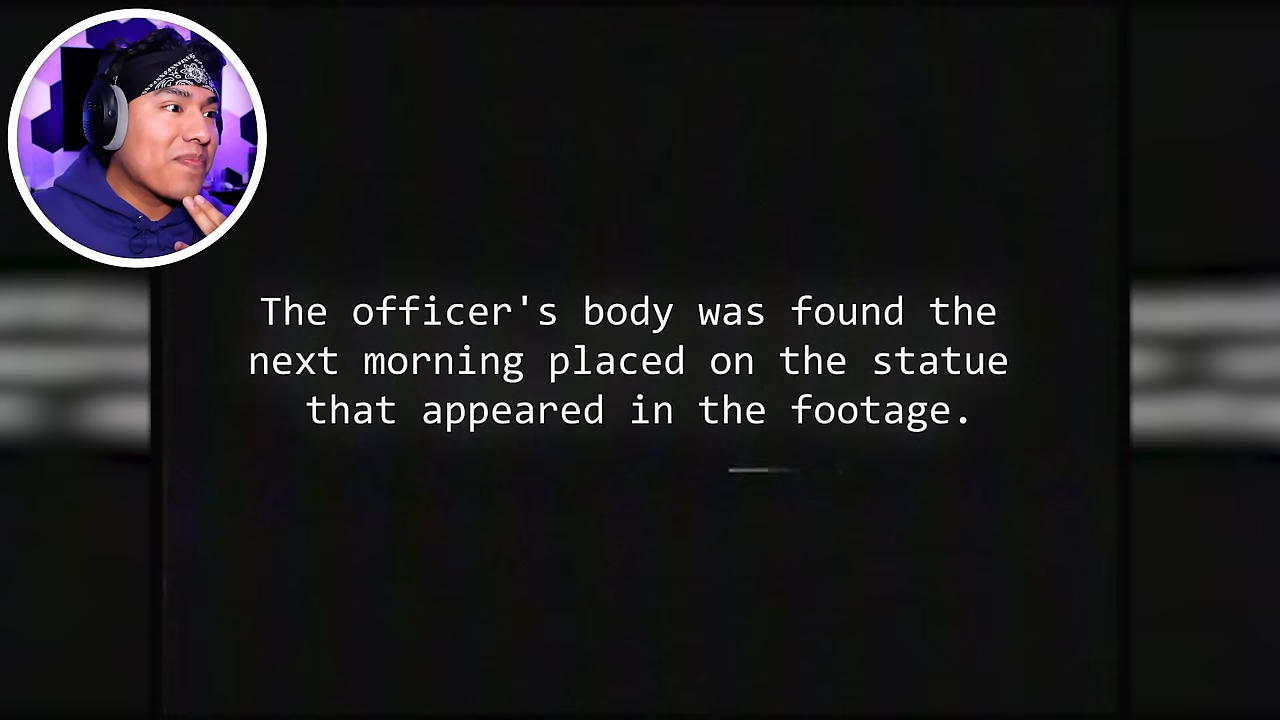 The officer's body was found the
next morning placed on the statue
that appeared in the footage.